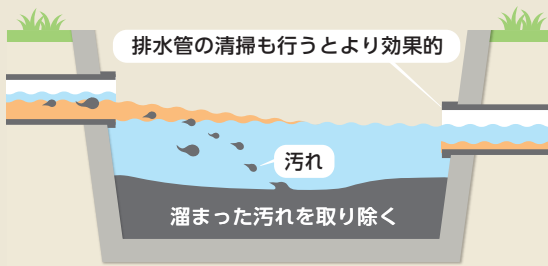 排水管の清掃も行うとより効果的
汚れ
溜まった汚れを取り除く